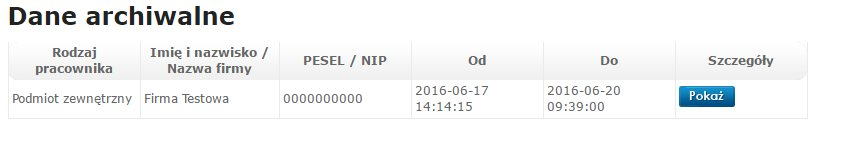 Dane archiwalne
Rodzaj pracownika Imię i nazwisko / Nazwa firmy PESEL / NIP Od Do Szczegóły
Podmiot zewnętrzny Firma Testowa 0000000000 2016-06-17 14:14:15 2016-06-20 09:39:00 Pokaż